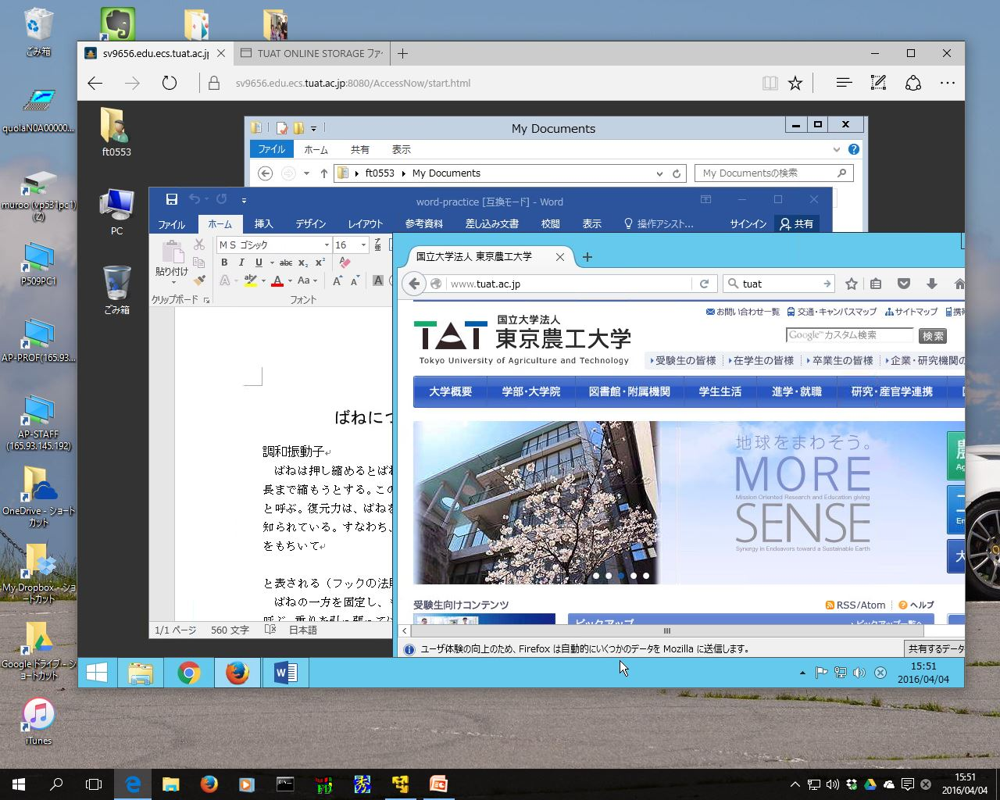 ごみ箱
quolaN0A00000...
muroo (vp531pc1)
(Z)
P509PC1
AP-PROF(165.93....
AP-STAFF
(165.93.145.192)
OneDrive - ショート
カット
My Dropbox - ショ
ートカット
Google ドライブ - シ
ョートカット
iTunes
sv9656.edu.ecs.tuat.ac.j
TUAT ONLINE STORAGE ファ
sv9656.edu.ecs.tuat.ac.jp:8080/AccessNow/start.html
ft0553
PC
ごみ箱
My Documents
ファイル ホーム 共有 表示
ft0553 My Documents
My Documentsの検索
word-practice [互換モード] - Word
ファイル ホーム 挿入 デザイン レイアウト 参考資料 差し込み文書 校閲 表示 操作アシスト... サインイン 共有
貼り付け
クリップボード
ＭＳ ゴシック 16
B I U abc x₂ x²
A aby A Aa A A A
フォント
ばねにつ
調和振動子
ばねは押し縮めるとばね
長まで縮もうとする。この
と呼ぶ。復元力は、ばねを
知られている。すなわち、
をもちいて
と表される（フックの法則
ばねの一方を固定し、
1/1 ページ 560 文字 日本語
国立大学法人 東京農工大学
www.tuat.ac.jp
tuat
TAT
国立大学法人
東京農工大学
Tokyo University of Agriculture and Technology
お問い合わせ一覧 交通・キャンパスマップ サイトマップ 携
Google™カスタム検索 検索
受験生の皆様 在学生の皆様 卒業生の皆様 企業・研究機関の
大学概要 学部・大学院 図書館・附属機関 学生生活 進学・就職 研究・産官学連携
地球をまわそう。
MORE
Mission Oriented Research and Education giving
SENSE
Synergy in Endeavors toward a Sustainable Earth
農
Ag
工
En
大
受験生向けコンテンツ
RSS/Atom ヘルプ
ピックアップ
ピックアップ一覧へ
ユーザ体験の向上のため、Firefox は自動的にいくつかのデータを Mozilla に送信します。
共有するデータ
15:51
2016/04/04
15:51
2016/04/04